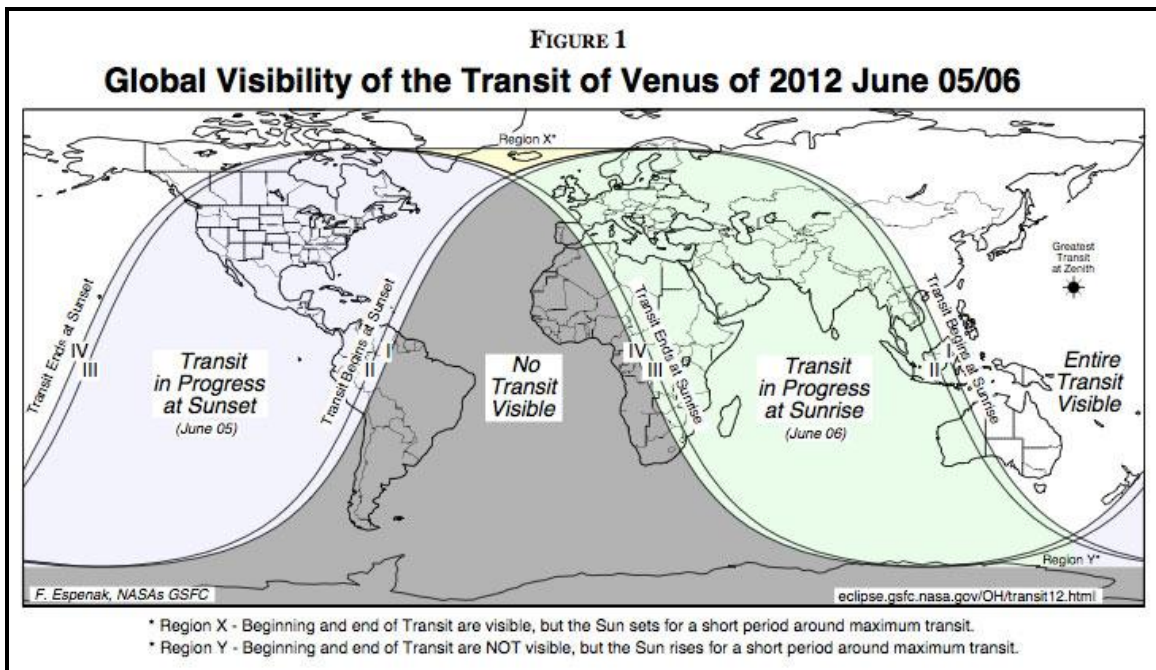 FIGURE 1
Global Visibility of the Transit of Venus of 2012 June 05/06
Region X*
Greatest
Transit
at Zenith
Transit Ends at Sunset
IV
III
Transit
in Progress
at Sunset
(June 05)
Transit Begins at Sunset
I
II
No
Transit
Visible
IV
III
Transit Ends at Sunrise
Transit
in Progress
at Sunrise
(June 06)
I
II
Transit Begins at Sunrise
Entire
Transit
Visible
Region Y*
F. Espenak, NASAs GSFC
eclipse.gsfc.nasa.gov/OH/transit12.html
* Region X - Beginning and end of Transit are visible, but the Sun sets for a short period around maximum transit.
* Region Y - Beginning and end of Transit are NOT visible, but the Sun rises for a short period around maximum transit.